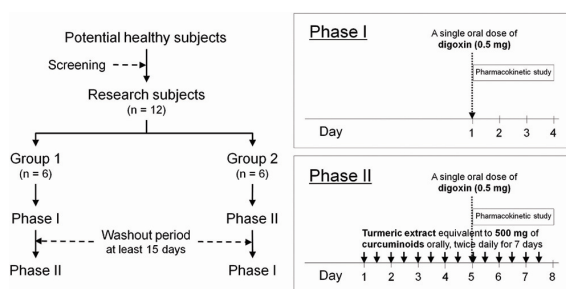 Potential healthy subjects
Screening
Research subjects
(n = 12)
Group 1
(n = 6)
Group 2
(n = 6)
Phase I
Phase II
Washout period
at least 15 days
Phase II
Phase I
Phase I
A single oral dose of
digoxin (0.5 mg)
Pharmacokinetic study
Day
1 2 3 4
Phase II
A single oral dose of
digoxin (0.5 mg)
Pharmacokinetic study
Turmeric extract equivalent to 500 mg of
curcuminoids orally, twice daily for 7 days
Day
1 2 3 4 5 6 7 8